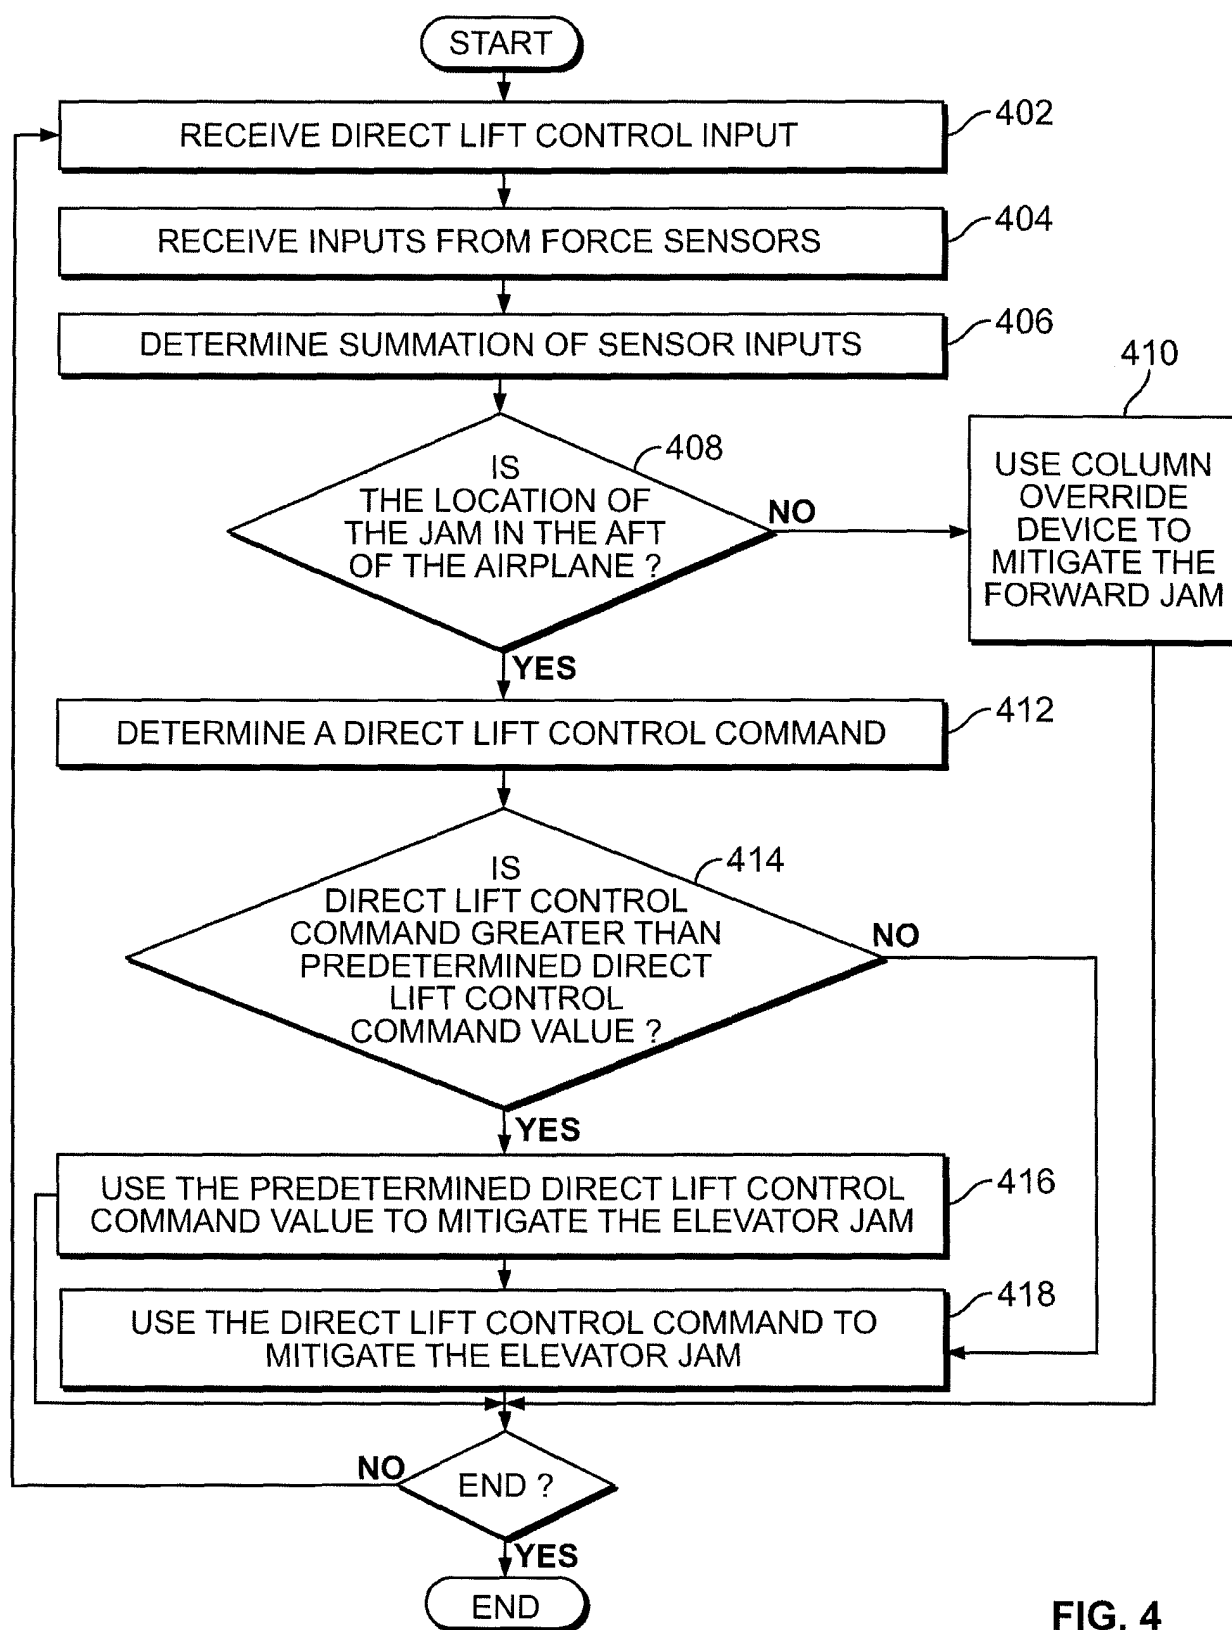 START
RECEIVE DIRECT LIFT CONTROL INPUT
402
RECEIVE INPUTS FROM FORCE SENSORS
404
DETERMINE SUMMATION OF SENSOR INPUTS
406
410
IS
THE LOCATION OF
THE JAM IN THE AFT
OF THE AIRPLANE ?
408
NO
USE COLUMN
OVERRIDE
DEVICE TO
MITIGATE THE
FORWARD JAM
YES
DETERMINE A DIRECT LIFT CONTROL COMMAND
412
IS
DIRECT LIFT CONTROL
COMMAND GREATER THAN
PREDETERMINED DIRECT
LIFT CONTROL
COMMAND VALUE ?
414
NO
YES
USE THE PREDETERMINED DIRECT LIFT CONTROL
COMMAND VALUE TO MITIGATE THE ELEVATOR JAM
416
USE THE DIRECT LIFT CONTROL COMMAND TO
MITIGATE THE ELEVATOR JAM
418
NO
END ?
YES
END
FIG. 4